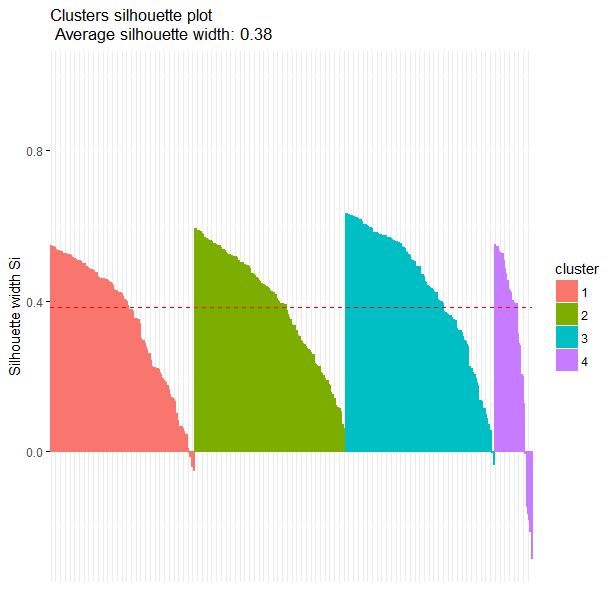 Clusters silhouette plot
Average silhouette width: 0.38
0.8
0.4
0.0
Silhouette width Si
cluster
1
2
3
4